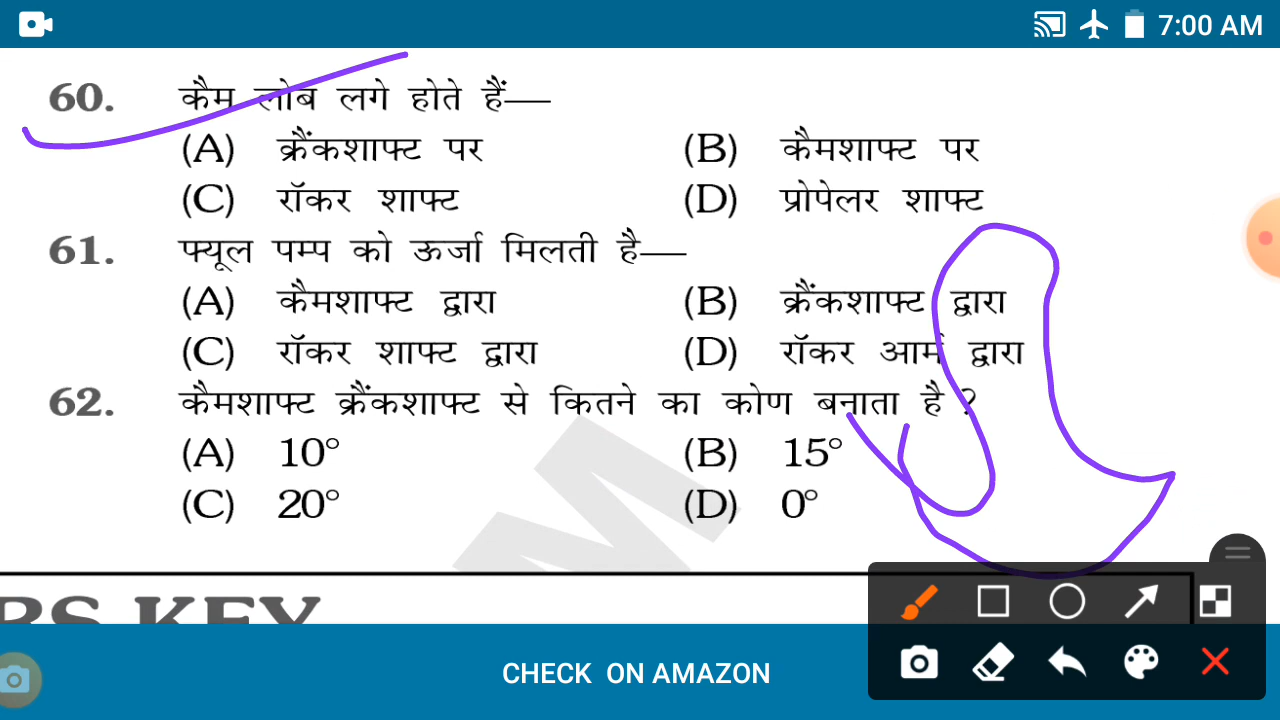 7:00 AM
60. कैम लोब लगे होते हैं—
(A) क्रैंकशाफ्ट पर (B) कैमशाफ्ट पर
(C) रॉकर शाफ्ट (D) प्रोपेलर शाफ्ट
61. फ्यूल पम्प को ऊर्जा मिलती है—
(A) कैमशाफ्ट द्वारा (B) क्रैंकशाफ्ट द्वारा
(C) रॉकर शाफ्ट द्वारा (D) रॉकर आर्म द्वारा
62. कैमशाफ्ट क्रैंकशाफ्ट से कितने का कोण बनाता है ?
(A) 10° (B) 15°
(C) 20° (D) 0°
KEY
CHECK ON AMAZON